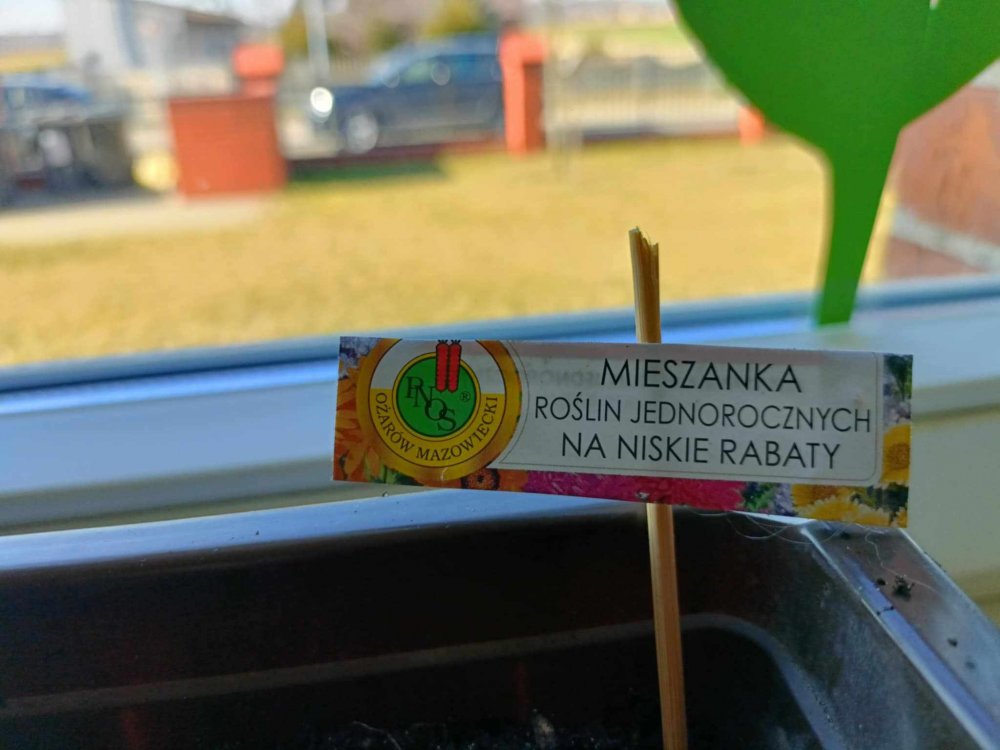 PNOS
®
OŻARÓW MAZOWIECKI
MIESZANKA
ROŚLIN JEDNOROCZNYCH
NA NISKIE RABATY